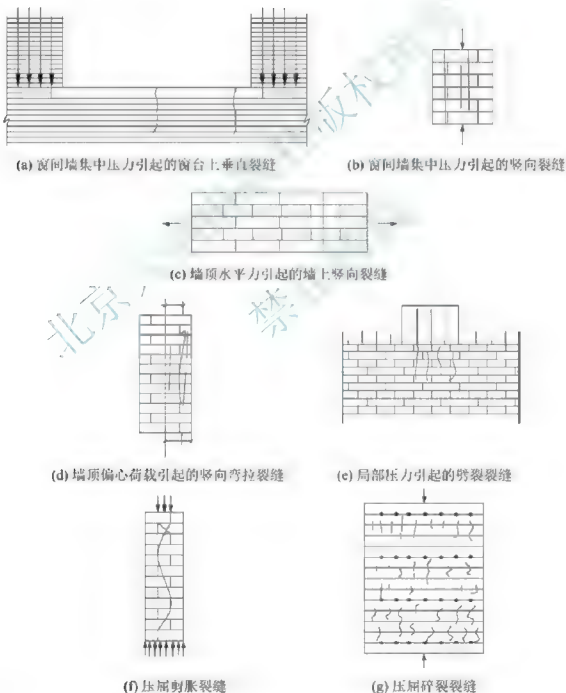 (a) 窗间墙集中压力引起的窗台上垂直裂缝
(b) 窗间墙集中压力引起的竖向裂缝
(c) 墙顶水平力引起的墙上竖向裂缝
(d) 墙顶偏心荷载引起的竖向弯拉裂缝
(e) 局部压力引起的劈裂裂缝
(f) 压屈剪胀裂缝
(g) 压屈碎裂裂缝